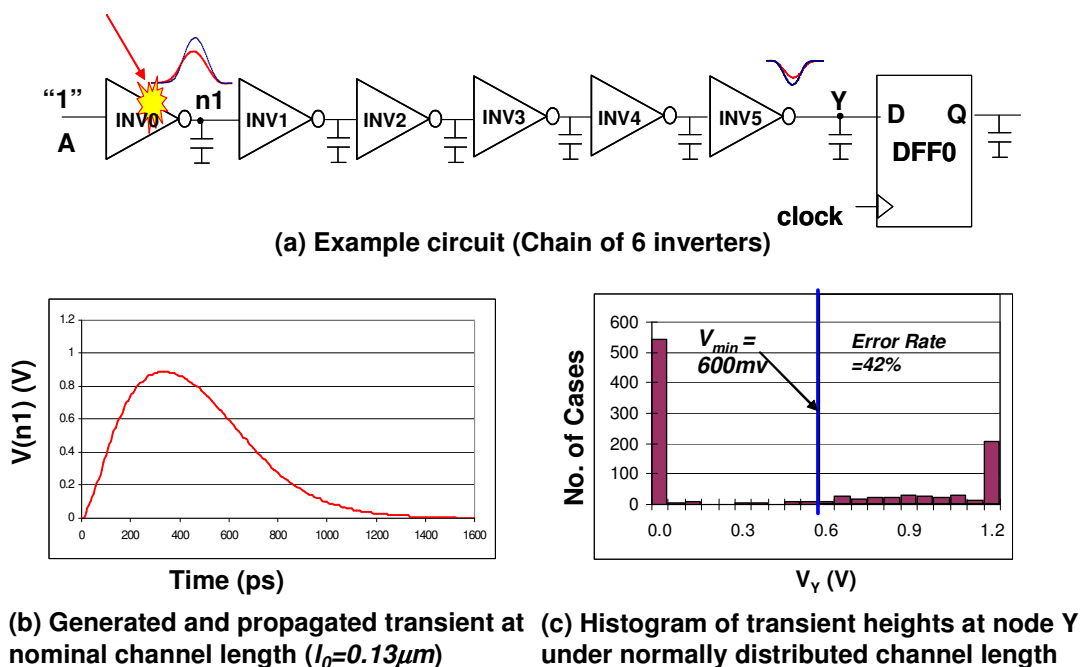 “1”
A
INV0
n1
INV1
INV2
INV3
INV4
INV5
Y
D Q
DFF0
clock
(a) Example circuit (Chain of 6 inverters)
V(n1) (V)
1.2
1
0.8
0.6
0.4
0.2
0
0 200 400 600 800 1000 1200 1400 1600
Time (ps)
No. of Cases
600
500
400
300
200
100
0
Vmin =
600mv
Error Rate
=42%
0.0 0.3 0.6 0.9 1.2
VY (V)
(b) Generated and propagated transient at
nominal channel length (l0=0.13μm)
(c) Histogram of transient heights at node Y
under normally distributed channel length